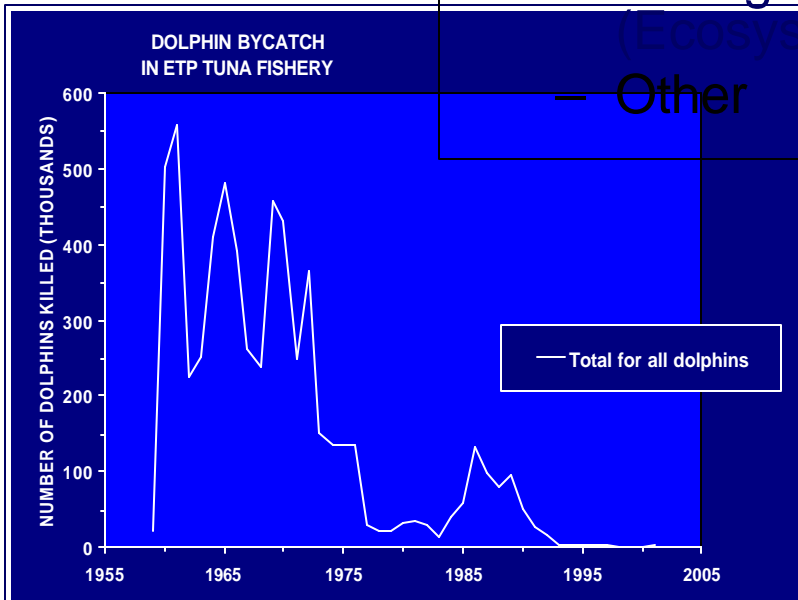 (Ecosys
– Other
DOLPHIN BYCATCH
IN ETP TUNA FISHERY
NUMBER OF DOLPHINS KILLED (THOUSANDS)
600
500
400
300
200
100
0
1955
1965
1975
1985
1995
2005
Total for all dolphins